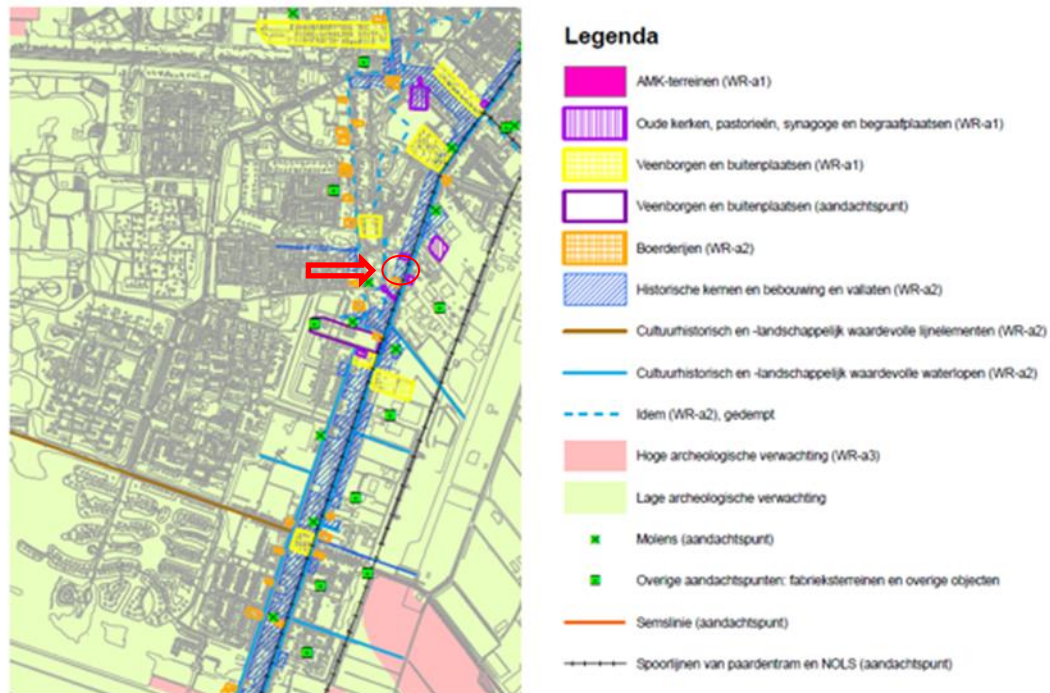 Legenda
AMK-terreinen (WR-a1)
Oude kerken, pastorieën, synagoge en begraafplaatsen (WR-a1)
Veenborgen en buitenplaatsen (WR-a1)
Veenborgen en buitenplaatsen (aandachtspunt)
Boerderijen (WR-a2)
Historische kernen en bebouwing en vallaten (WR-a2)
Cultuurhistorisch en -landschappelijk waardevolle lijnelementen (WR-a2)
Cultuurhistorisch en -landschappelijk waardevolle waterlopen (WR-a2)
Idem (WR-a2), gedempt
Hoge archeologische verwachting (WR-a3)
Lage archeologische verwachting
Molens (aandachtspunt)
Overige aandachtspunten: fabrieksterreinen en overige objecten
Semslinie (aandachtspunt)
Spoorlijnen van paardentram en NOLS (aandachtspunt)